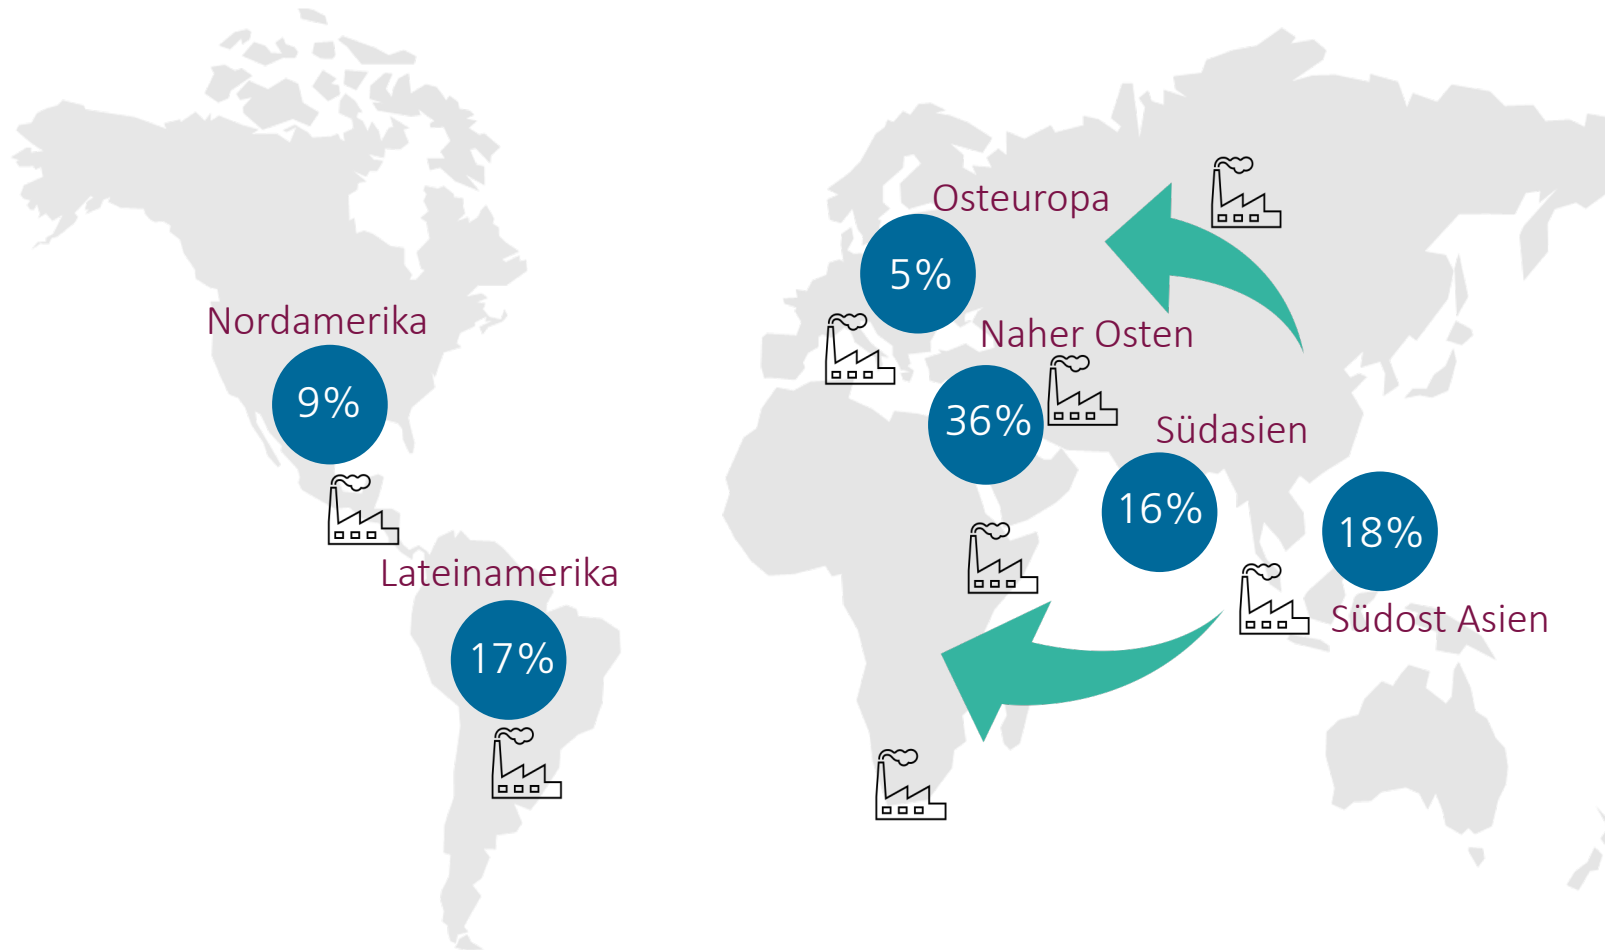 Osteuropa
5%
Nordamerika
9%
Naher Osten
36%
Südasien
16%
18%
Südost Asien
Lateinamerika
17%